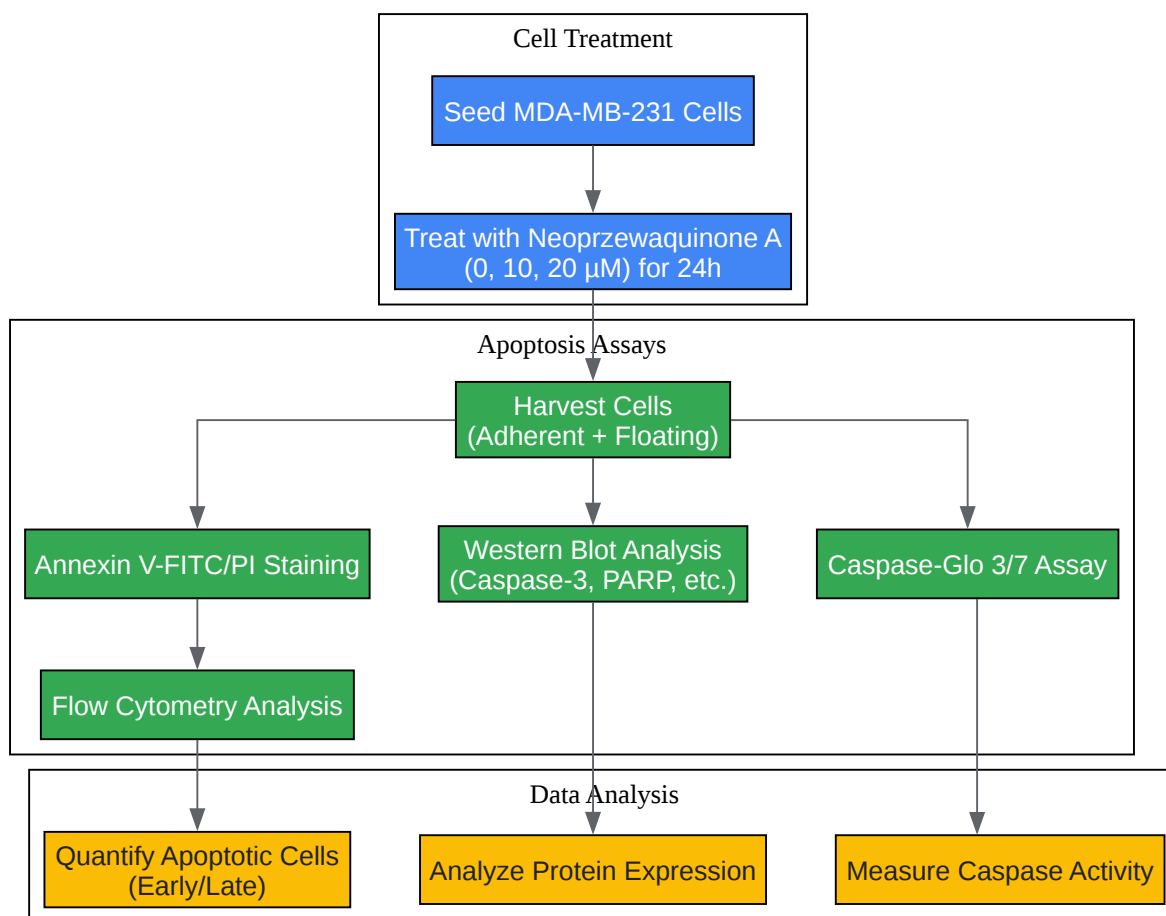 Cell Treatment
Seed MDA-MB-231 Cells
Treat with Neoprzewaquinone A
(0, 10, 20 µM) for 24h
Apoptosis Assays
Harvest Cells
(Adherent + Floating)
Annexin V-FITC/PI Staining
Western Blot Analysis
(Caspase-3, PARP, etc.)
Caspase-Glo 3/7 Assay
Flow Cytometry Analysis
Data Analysis
Quantify Apoptotic Cells
(Early/Late)
Analyze Protein Expression
Measure Caspase Activity